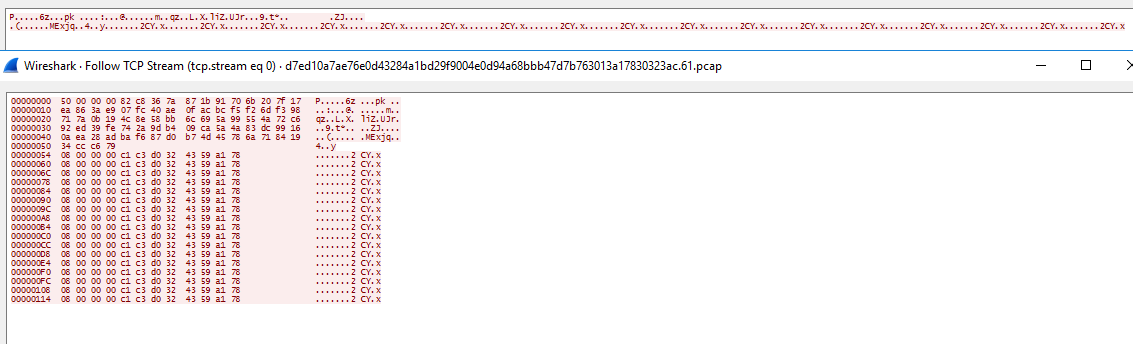 P.....6z...pk ....:...@......m..qz..L.X.liZ.UJr...9.t*.. .ZJ....
.(......MExjq..4..y.......2CY.x.......2CY.x.......2CY.x.......2CY.x.......2CY.x.......2CY.x.......2CY.x.......2CY.x.......2CY.x.......2CY.x.......2CY.x.......2CY.x.......2CY.x.......2CY.x.......2CY.x.......2CY.x.......2CY.x
Wireshark · Follow TCP Stream (tcp.stream eq 0) · d7ed10a7ae76e0d43284a1bd29f9004e0d94a68bbb47d7b763013a17830323ac.61.pcap
00000000 50 00 00 00 82 c8 36 7a 87 1b 91 70 6b 20 7f 17 P.....6z ...pk ..
00000010 ea 86 3a e9 07 fc 40 ae 0f ac bc f5 f2 6d f3 98 ..:...@. .....m..
00000020 71 7a 0b 19 4c 8e 58 bb 6c 69 5a 99 55 4a 72 c6 qz..L.X. liZ.UJr.
00000030 92 ed 39 fe 74 2a 9d b4 09 ca 5a 4a 83 dc 99 16 ..9.t*.. ..ZJ....
00000040 0a ea 28 ad ba f6 87 d0 b7 4d 45 78 6a 71 84 19 ..(..... .MExjq..
00000050 34 cc c6 79 4..y
00000054 08 00 00 00 c1 c3 d0 32 43 59 a1 78 .......2 CY.x
00000060 08 00 00 00 c1 c3 d0 32 43 59 a1 78 .......2 CY.x
0000006C 08 00 00 00 c1 c3 d0 32 43 59 a1 78 .......2 CY.x
00000078 08 00 00 00 c1 c3 d0 32 43 59 a1 78 .......2 CY.x
00000084 08 00 00 00 c1 c3 d0 32 43 59 a1 78 .......2 CY.x
00000090 08 00 00 00 c1 c3 d0 32 43 59 a1 78 .......2 CY.x
0000009C 08 00 00 00 c1 c3 d0 32 43 59 a1 78 .......2 CY.x
000000A8 08 00 00 00 c1 c3 d0 32 43 59 a1 78 .......2 CY.x
000000B4 08 00 00 00 c1 c3 d0 32 43 59 a1 78 .......2 CY.x
000000C0 08 00 00 00 c1 c3 d0 32 43 59 a1 78 .......2 CY.x
000000CC 08 00 00 00 c1 c3 d0 32 43 59 a1 78 .......2 CY.x
000000D8 08 00 00 00 c1 c3 d0 32 43 59 a1 78 .......2 CY.x
000000E4 08 00 00 00 c1 c3 d0 32 43 59 a1 78 .......2 CY.x
000000F0 08 00 00 00 c1 c3 d0 32 43 59 a1 78 .......2 CY.x
000000FC 08 00 00 00 c1 c3 d0 32 43 59 a1 78 .......2 CY.x
00000108 08 00 00 00 c1 c3 d0 32 43 59 a1 78 .......2 CY.x
00000114 08 00 00 00 c1 c3 d0 32 43 59 a1 78 .......2 CY.x